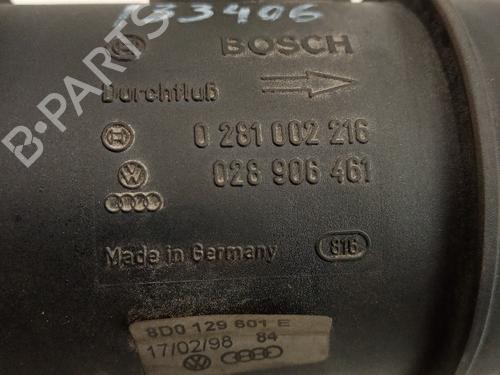 133406
BOSCH
Durchfluß
0 281 002 216
028 906 461
Made in Germany
816
8D0 129 601 E
17/02/98 84
B-PARTS